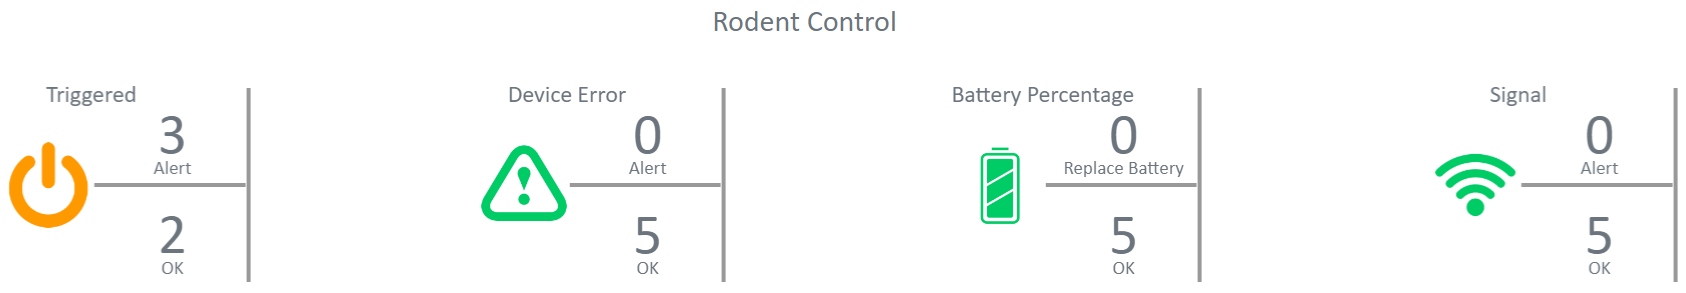 Rodent Control
Triggered
3
Alert
2
OK
Device Error
0
Alert
5
OK
Battery Percentage
0
Replace Battery
5
OK
Signal
0
Alert
5
OK